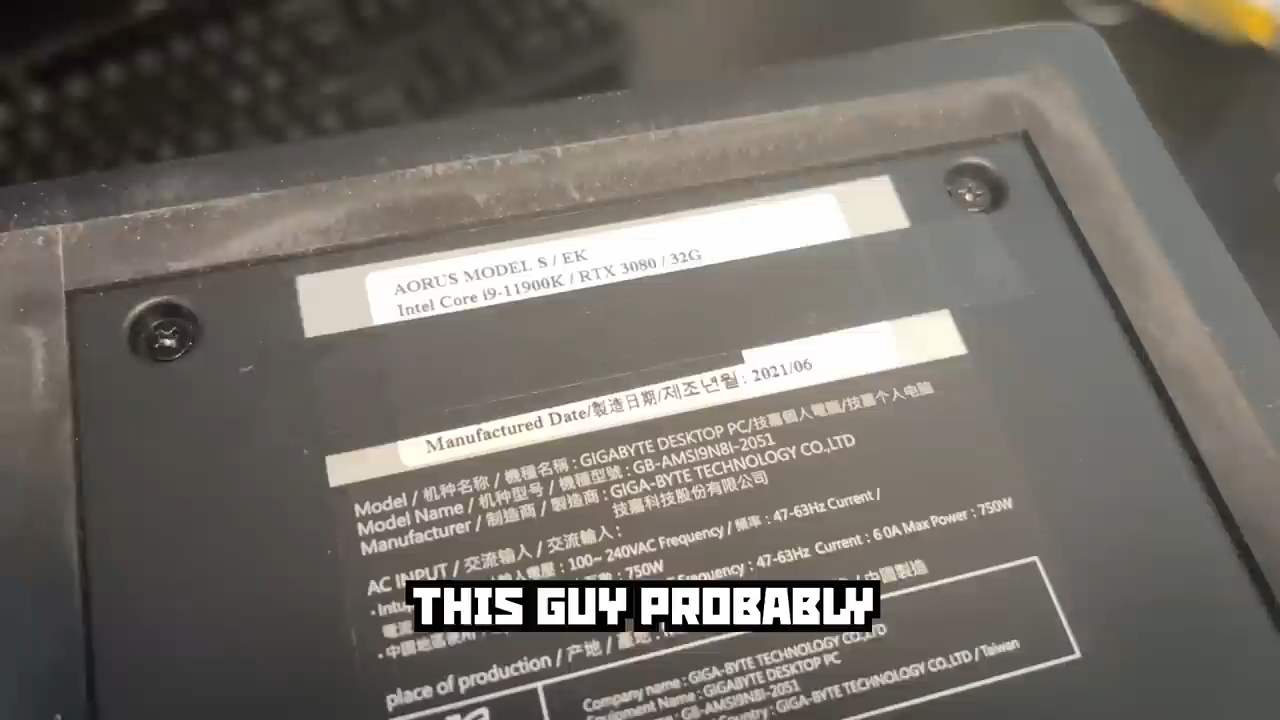 AORUS MODEL S / EK
Intel Core i9-11900K / RTX 3080 / 32G
Manufactured Date/製造日期/제조년월: 2021/06
Model / 机种名称 / 機種名稱 : GIGABYTE DESKTOP PC/技嘉個人電腦/技嘉个人电脑
Model Name / 机种型号 / 機種型號 : GB-AMSI9N8I-2051
Manufacturer / 制造商 / 製造商 : GIGA-BYTE TECHNOLOGY CO.,LTD
技嘉科技股份有限公司
AC INPUT / 交流输入 / 交流輸入 :
100~ 240VAC Frequency / 頻率 : 47-63Hz Current /
750W
Frequency : 47-63Hz Current : 6.0A Max Power : 750W
中國製造
THIS GUY PROBABLY
place of production / 产地 / 產地 :
Company name : GIGA-BYTE TECHNOLOGY CO.,LTD
Equipment Name : GIGABYTE DESKTOP PC
GB-AMSI9N8I-2051
Country : GIGA-BYTE TECHNOLOGY CO.,LTD / Taiwan